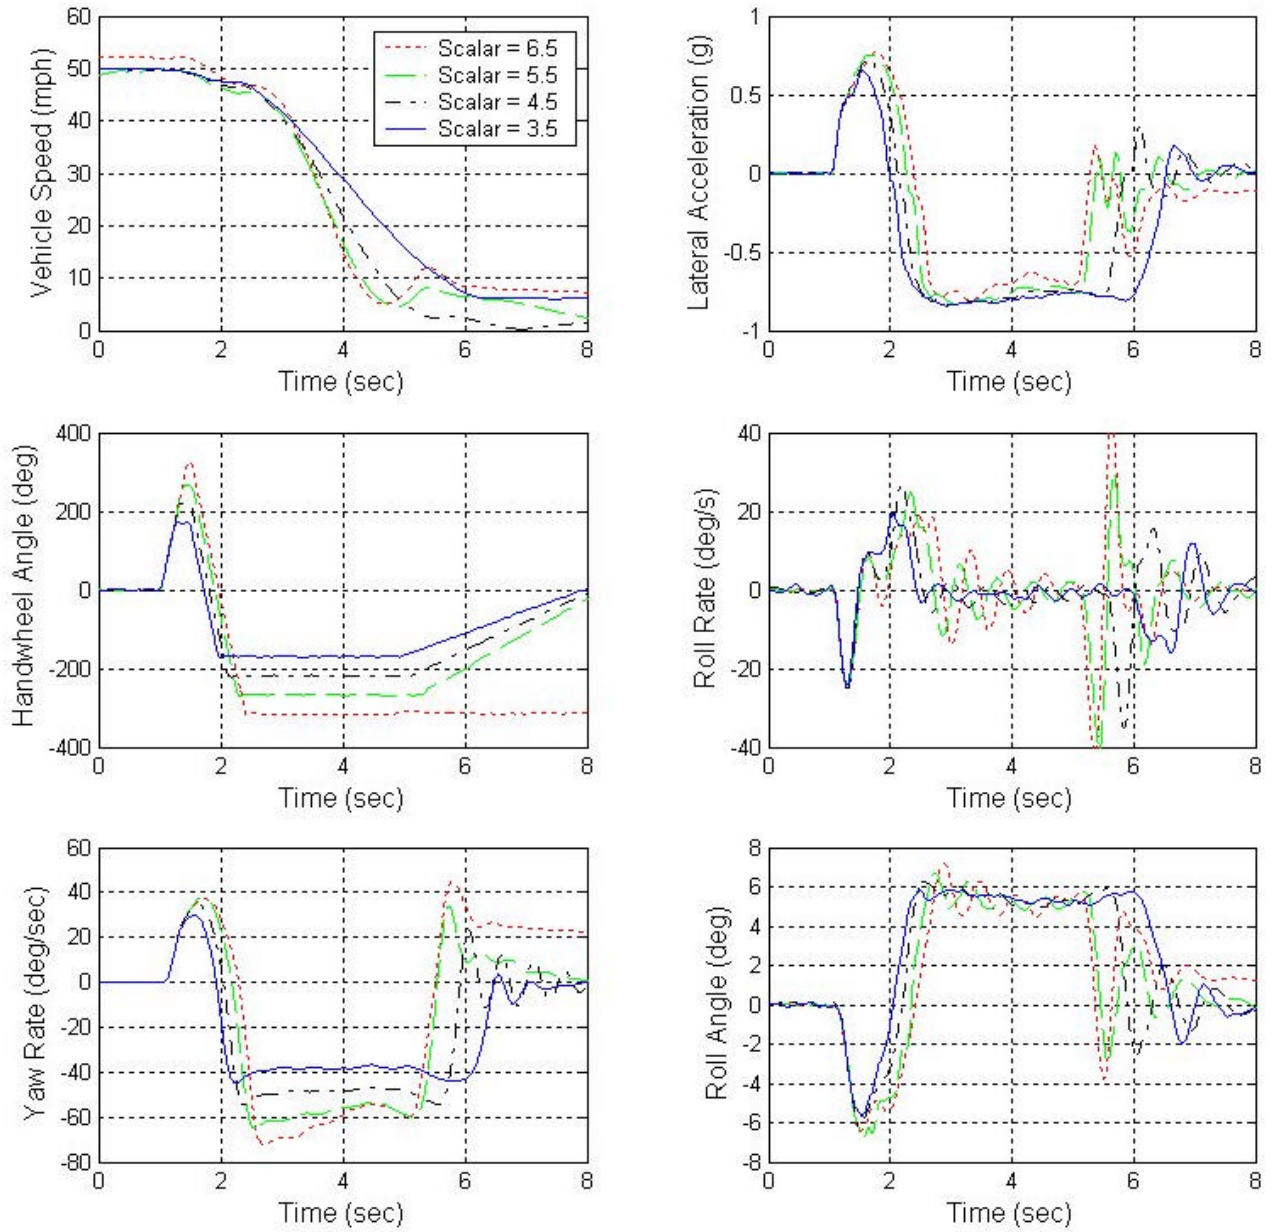 60
50
40
30
20
10
0
Vehicle Speed (mph)
Scalar = 6.5
Scalar = 5.5
Scalar = 4.5
Scalar = 3.5
0 2 4 6 8
Time (sec)
1
0.5
0
-0.5
-1
Lateral Acceleration (g)
0 2 4 6 8
Time (sec)
400
200
0
-200
-400
Handwheel Angle (deg)
0 2 4 6 8
Time (sec)
40
20
0
-20
-40
Roll Rate (deg/s)
0 2 4 6 8
Time (sec)
60
40
20
0
-20
-40
-60
-80
Yaw Rate (deg/sec)
0 2 4 6 8
Time (sec)
8
6
4
2
0
-2
-4
-6
-8
Roll Angle (deg)
0 2 4 6 8
Time (sec)